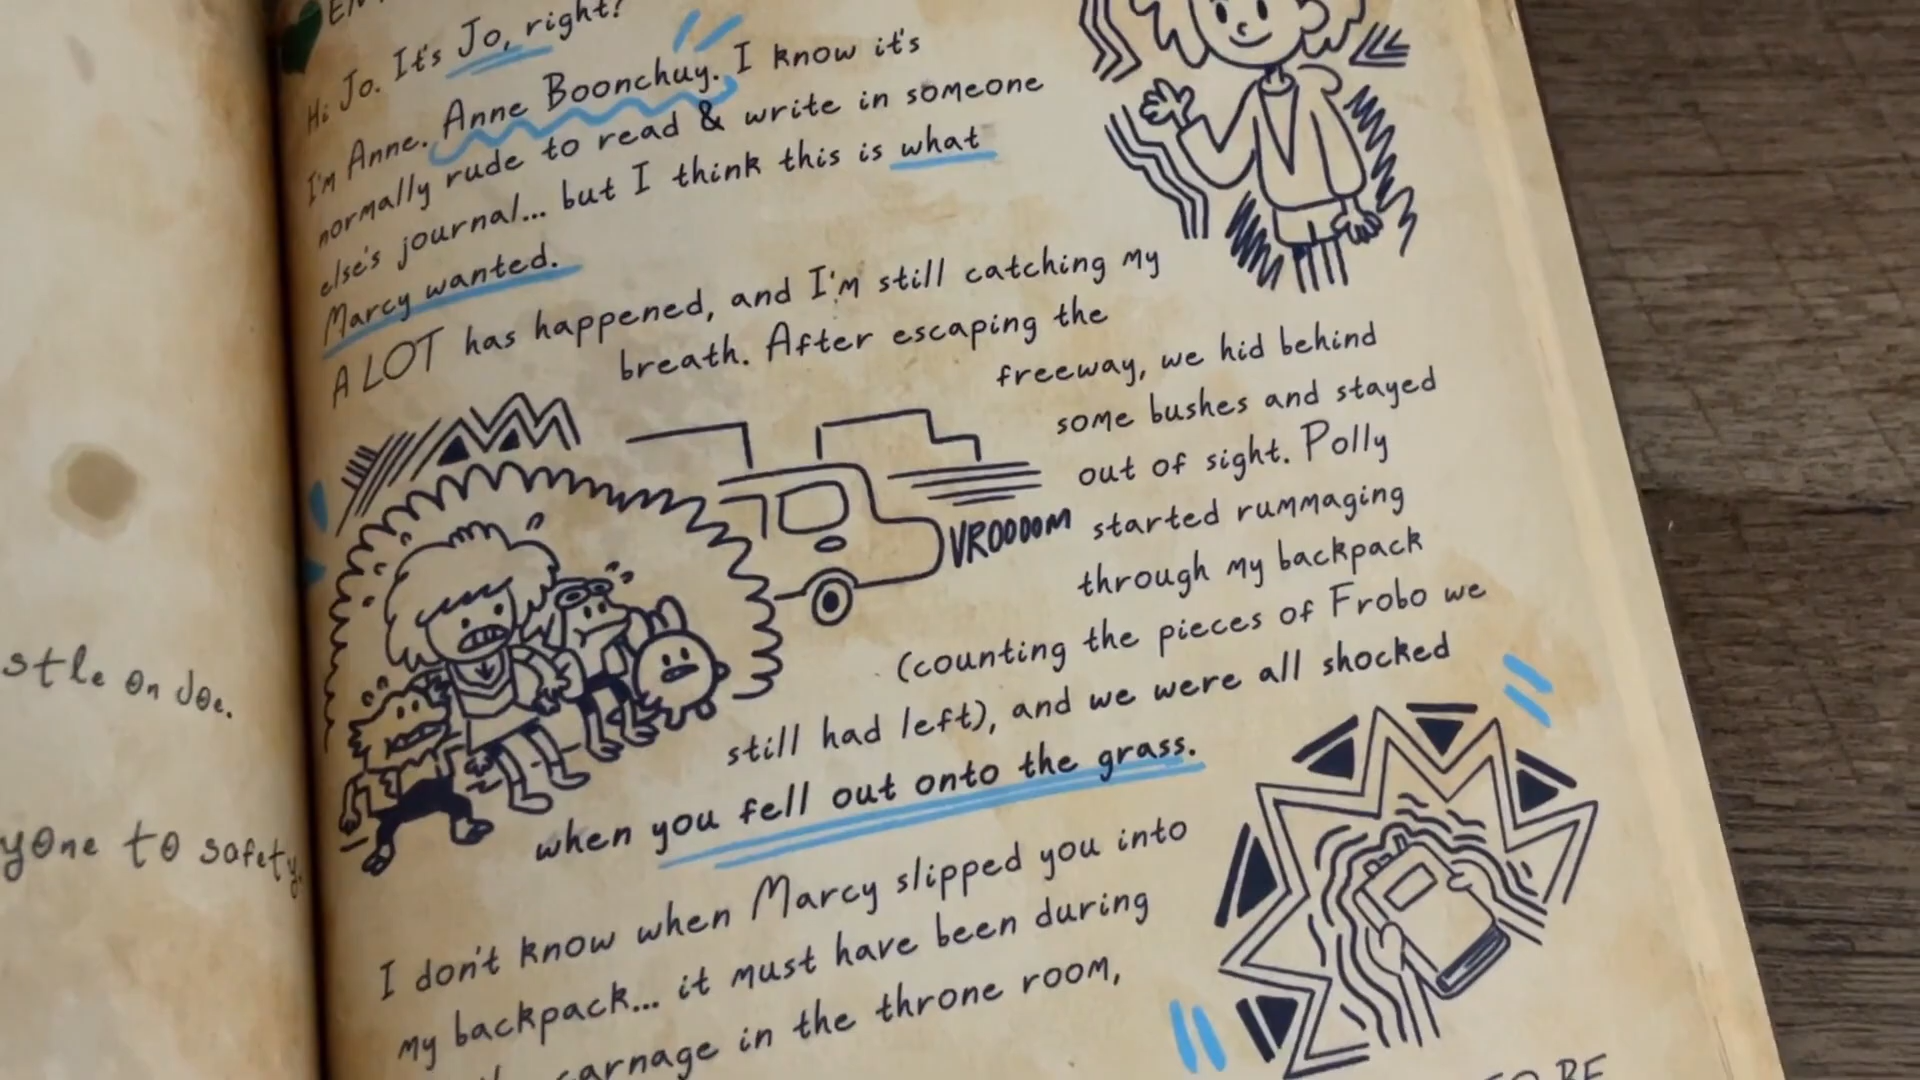 stle on Joe.
yone to safety.
Hi Jo. It's Jo, right?
I'm Anne. Anne Boonchuy. I know it's
normally rude to read & write in someone
else's journal... but I think this is what
Marcy wanted.
A LOT has happened, and I'm still catching my
breath. After escaping the
freeway, we hid behind
some bushes and stayed
out of sight. Polly
started rummaging
through my backpack
(counting the pieces of Frobo we
still had left), and we were all shocked
when you fell out onto the grass.
VROOOOM
I don't know when Marcy slipped you into
my backpack... it must have been during
carnage in the throne room,
TO BE